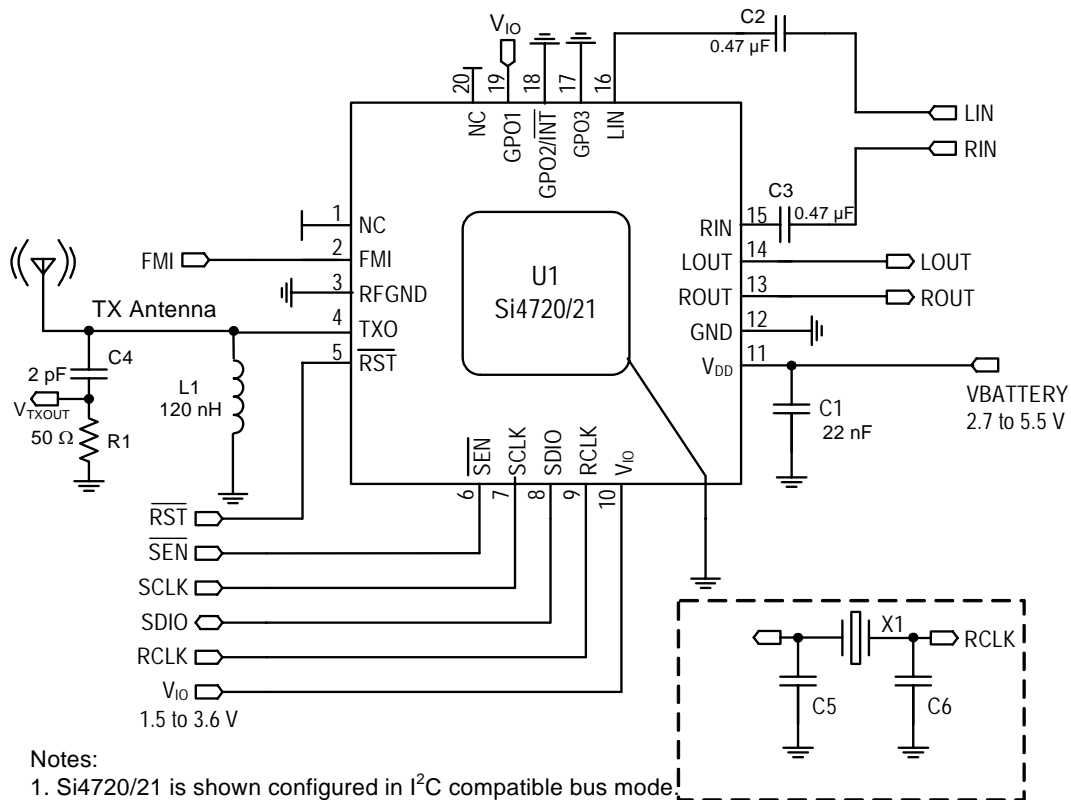 C2
0.47 µF
V_IO
20
19
18
17
16
NC
GPO1
GPO2/INT
GPO3
LIN
LIN
RIN
C3
0.47 µF
1
NC
RIN
15
2
FMI
FMI
LOUT
14
LOUT
3
RFGND
ROUT
13
ROUT
U1
Si4720/21
TX Antenna
4
TXO
GND
12
5
RST
V_DD
11
C4
2 pF
V_TXOUT
50 Ω
R1
L1
120 nH
C1
22 nF
VBATTERY
2.7 to 5.5 V
SEN
SCLK
SDIO
RCLK
V_IO
6
7
8
9
10
RST
SEN
SCLK
SDIO
RCLK
V_IO
1.5 to 3.6 V
X1
RCLK
C5
C6
Notes:
1. Si4720/21 is shown configured in I²C compatible bus mode.